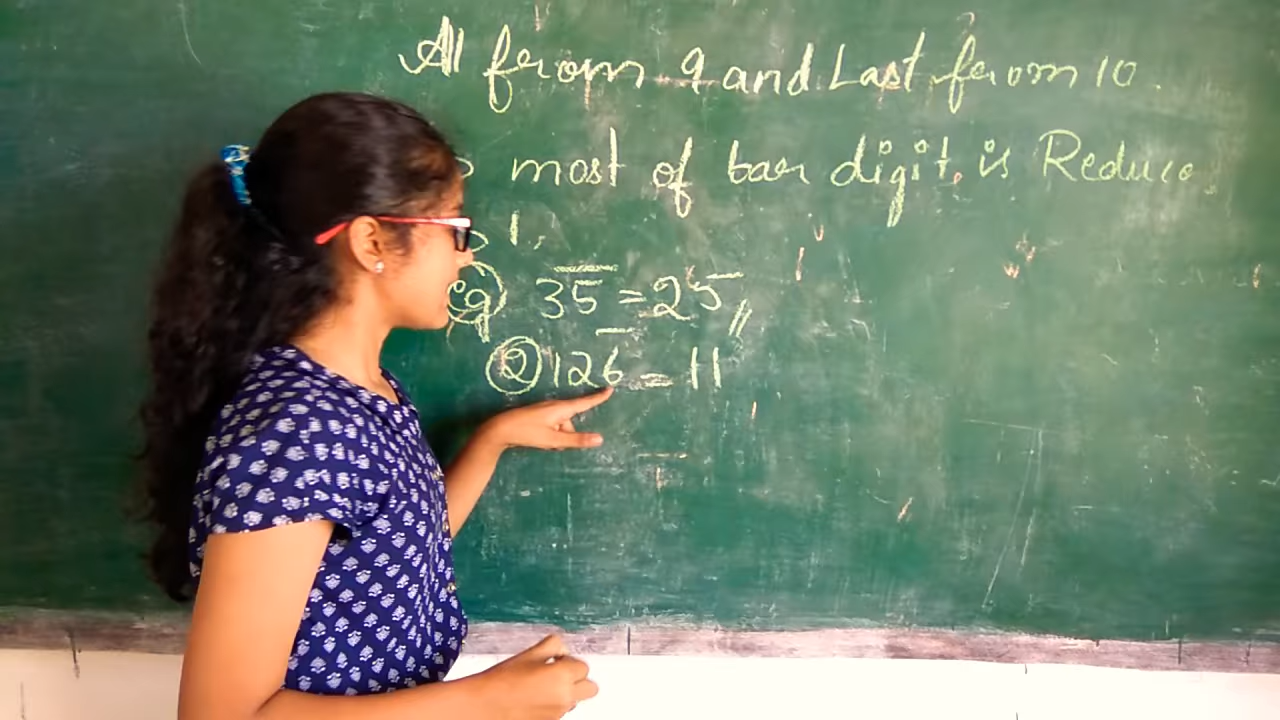 All from 9 and Last from 10.
most of bar digit, is Reduce
1,
eg 35 = 25
② 126 = 11